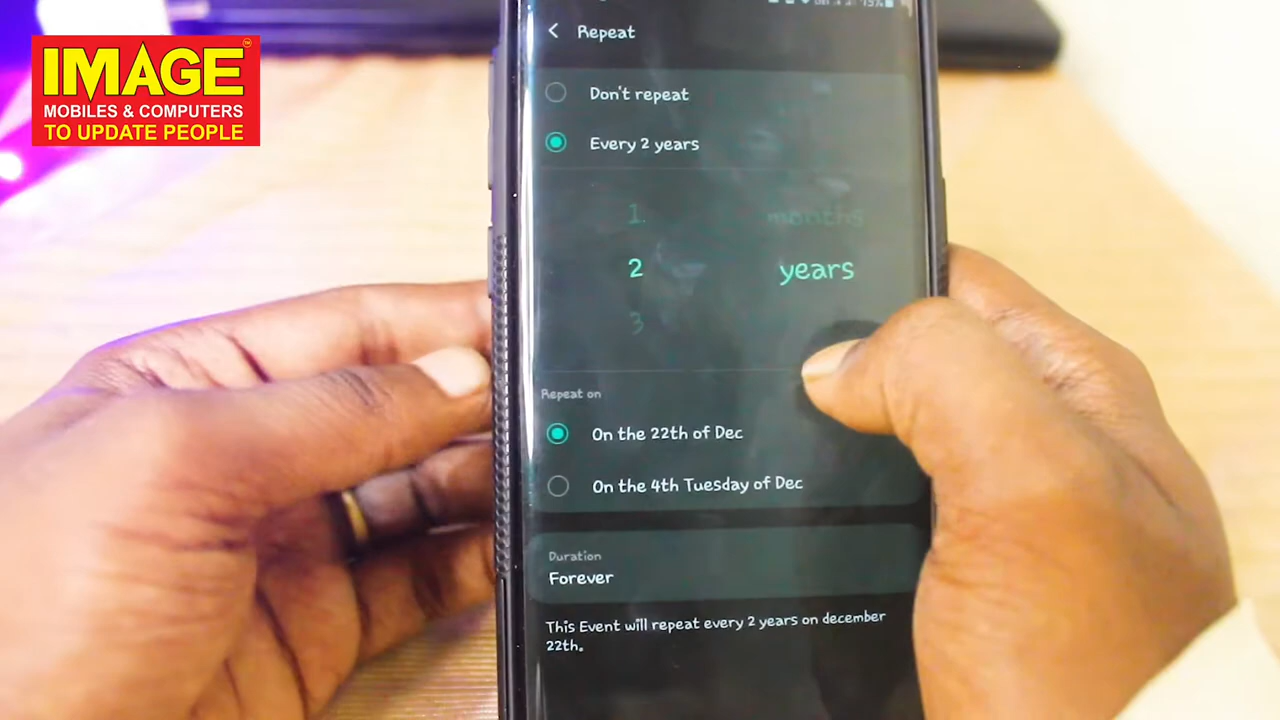 IMAGE™
MOBILES & COMPUTERS
TO UPDATE PEOPLE
Repeat
Don't repeat
Every 2 years
1 months
2 years
3
Repeat on
On the 22th of Dec
On the 4th Tuesday of Dec
Duration
Forever
This Event will repeat every 2 years on december
22th.